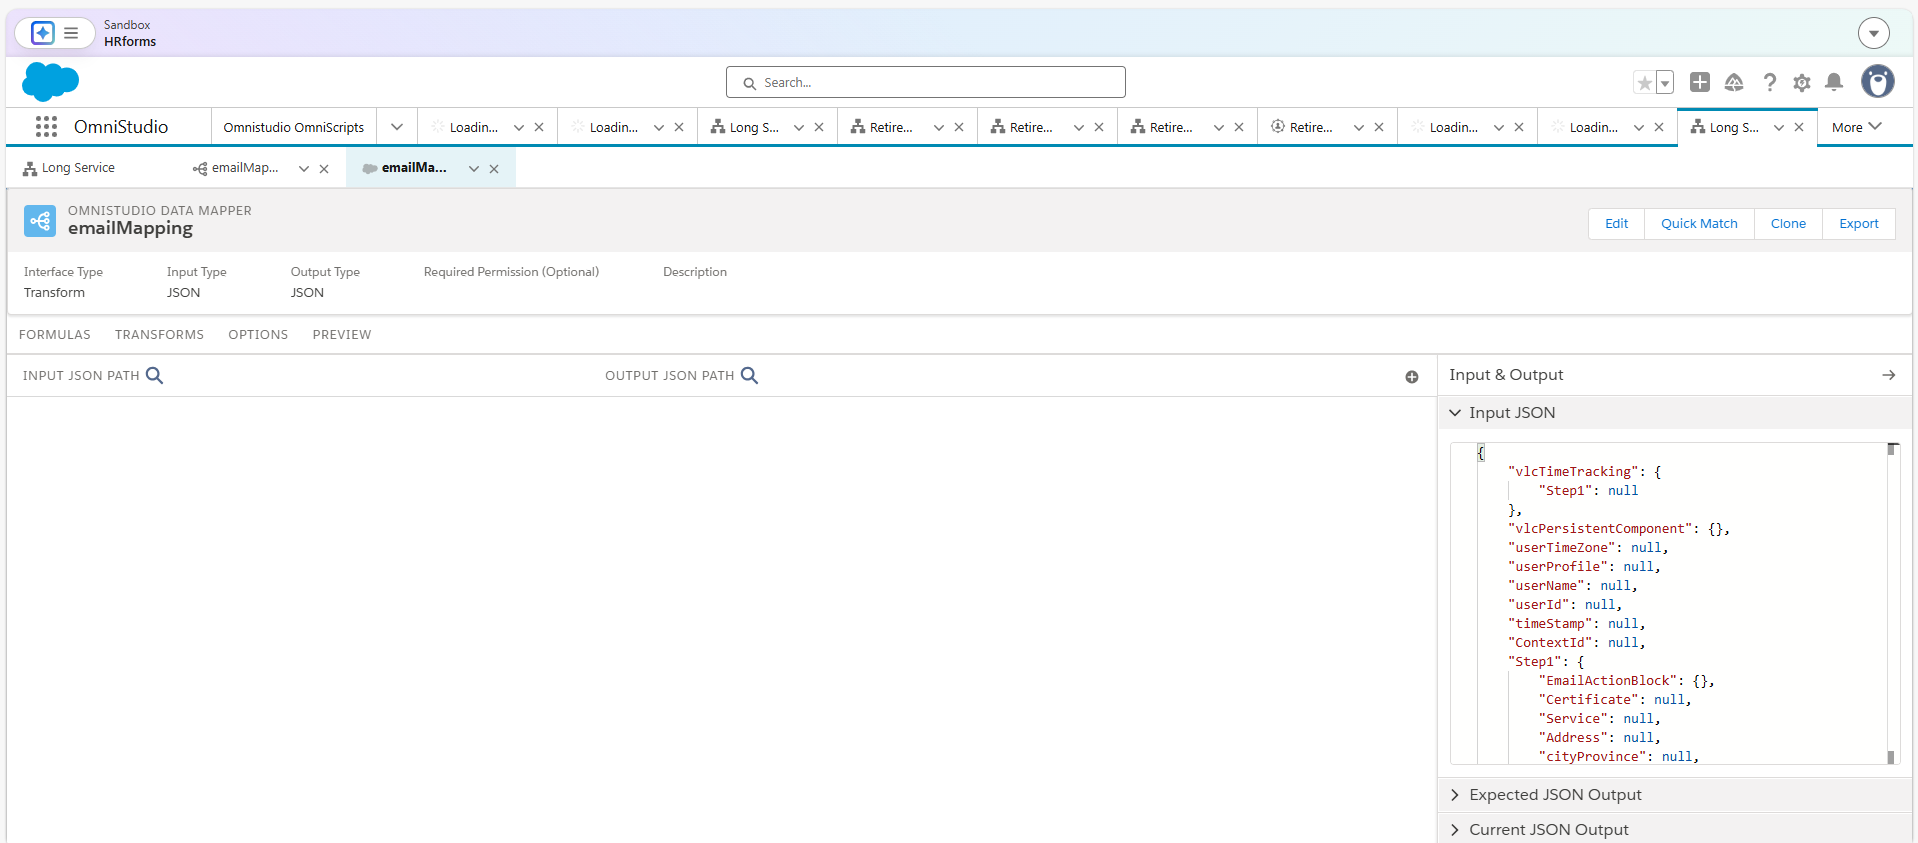 Sandbox
HRforms
Search...
OmniStudio
Omnistudio OmniScripts
Loadin...
Loadin...
Long S...
Retire...
Retire...
Retire...
Retire...
Loadin...
Loadin...
Long S...
More
Long Service
emailMap...
emailMa...
OMNISTUDIO DATA MAPPER
emailMapping
Edit
Quick Match
Clone
Export
Interface Type
Input Type
Output Type
Required Permission (Optional)
Description
Transform
JSON
JSON
FORMULAS
TRANSFORMS
OPTIONS
PREVIEW
INPUT JSON PATH
OUTPUT JSON PATH
Input & Output
Input JSON
{
"vlcTimeTracking": {
"Step1": null
},
"vlcPersistentComponent": {},
"userTimeZone": null,
"userProfile": null,
"userName": null,
"userId": null,
"timeStamp": null,
"ContextId": null,
"Step1": {
"EmailActionBlock": {},
"Certificate": null,
"Service": null,
"Address": null,
"cityProvince": null,
Expected JSON Output
Current JSON Output